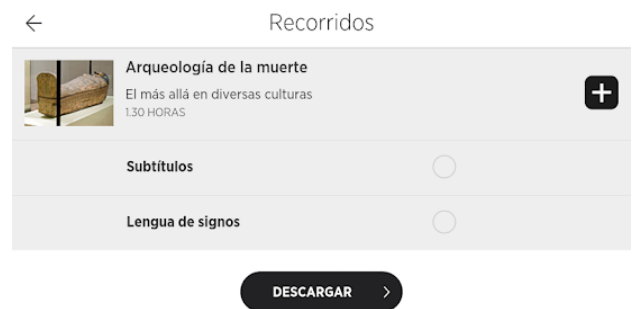 Recorridos
Arqueología de la muerte
El más allá en diversas culturas
1.30 HORAS
Subtítulos
Lengua de signos
DESCARGAR